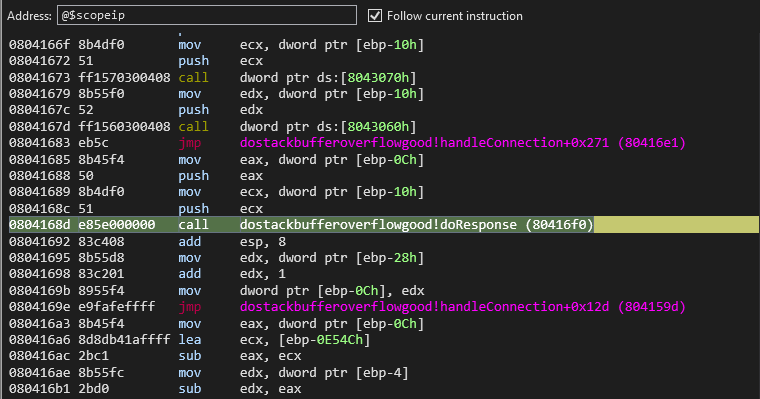 Address: @$scopeip Follow current instruction
0804166f 8b4df0 mov ecx, dword ptr [ebp-10h]
08041672 51 push ecx
08041673 ff1570300408 call dword ptr ds:[8043070h]
08041679 8b55f0 mov edx, dword ptr [ebp-10h]
0804167c 52 push edx
0804167d ff1560300408 call dword ptr ds:[8043060h]
08041683 eb5c jmp dostackbufferoverflowgood!handleConnection+0x271 (80416e1)
08041685 8b45f4 mov eax, dword ptr [ebp-0Ch]
08041688 50 push eax
08041689 8b4df0 mov ecx, dword ptr [ebp-10h]
0804168c 51 push ecx
0804168d e85e000000 call dostackbufferoverflowgood!doResponse (80416f0)
08041692 83c408 add esp, 8
08041695 8b55d8 mov edx, dword ptr [ebp-28h]
08041698 83c201 add edx, 1
0804169b 8955f4 mov dword ptr [ebp-0Ch], edx
0804169e e9fafeffff jmp dostackbufferoverflowgood!handleConnection+0x12d (804159d)
080416a3 8b45f4 mov eax, dword ptr [ebp-0Ch]
080416a6 8d8db41affff lea ecx, [ebp-0E54Ch]
080416ac 2bc1 sub eax, ecx
080416ae 8b55fc mov edx, dword ptr [ebp-4]
080416b1 2bd0 sub edx, eax